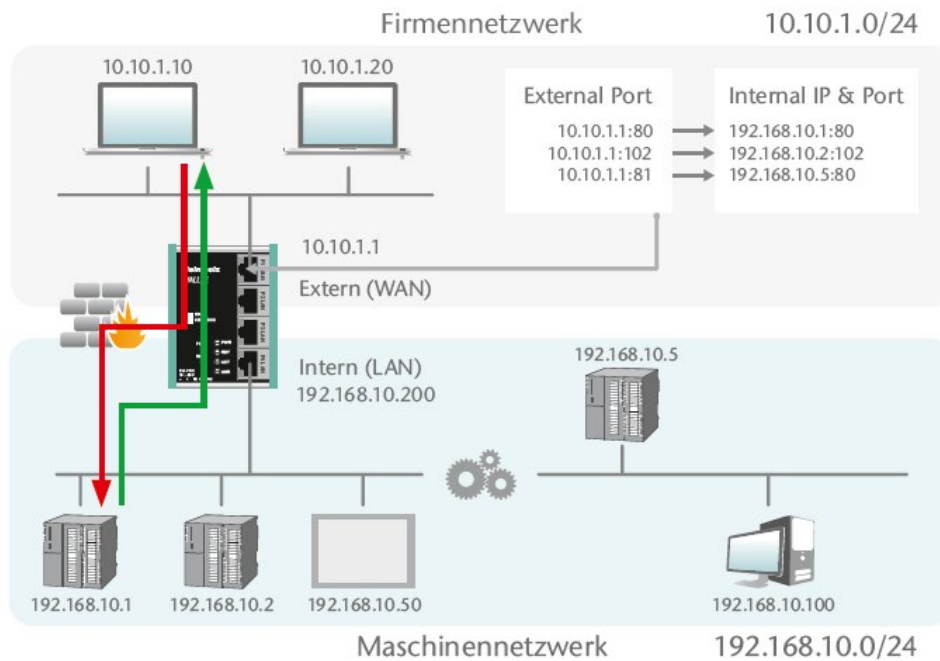 Firmennetzwerk 10.10.1.0/24
10.10.1.10 10.10.1.20
External Port Internal IP & Port
10.10.1.1:80 192.168.10.1:80
10.10.1.1:102 192.168.10.2:102
10.10.1.1:81 192.168.10.5:80
10.10.1.1
Extern (WAN)
Intern (LAN)
192.168.10.200
192.168.10.5
192.168.10.1 192.168.10.2 192.168.10.50 192.168.10.100
Maschinennetzwerk 192.168.10.0/24